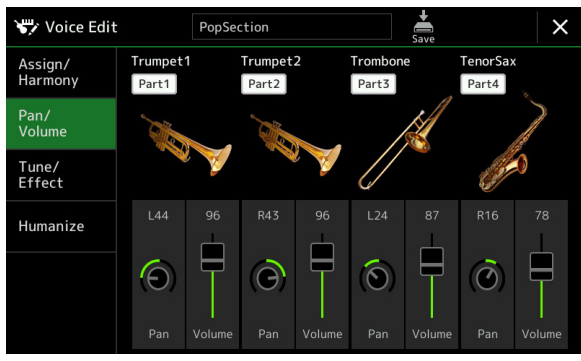 Voice Edit
PopSection
Save
Assign/
Harmony
Pan/
Volume
Tune/
Effect
Humanize
Trumpet1
Trumpet2
Trombone
TenorSax
Part1
Part2
Part3
Part4
L44
96
R43
96
L24
87
R16
78
Pan
Volume
Pan
Volume
Pan
Volume
Pan
Volume